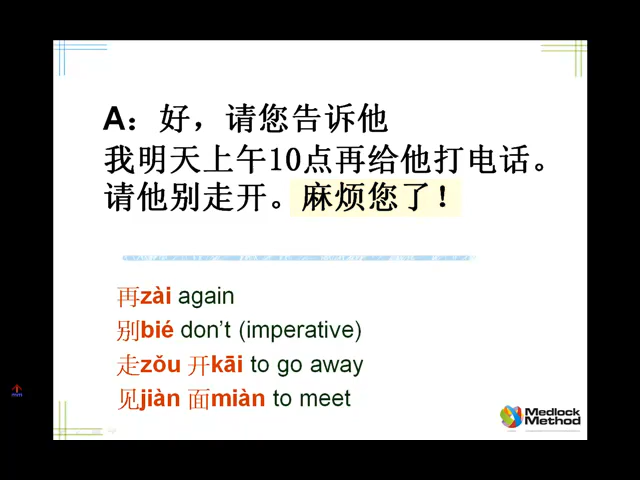 A：好，请您告诉他
我明天上午10点再给他打电话。
请他别走开。麻烦您了！
再zài again
别bié don't (imperative)
走zǒu 开kāi to go away
见jiàn 面miàn to meet
Medlock
Method